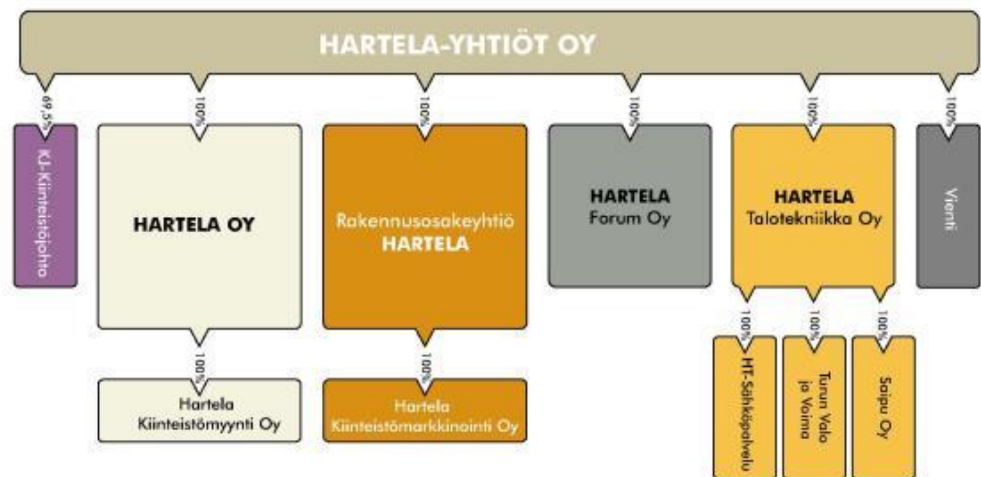 HARTELA-YHTIÖT OY
69,5%
100%
100%
100%
100%
100%
KJ-Kiinteistöjohto
HARTELA OY
Rakennusosakeyhtiö
HARTELA
HARTELA
Forum Oy
HARTELA
Talotekniikka Oy
Vienti
100%
100%
100%
100%
100%
Hartela
Kiinteistömyynti Oy
Hartela
Kiinteistömarkkinointi Oy
HT-Sähköpalvelu
Turun Valo
ja Voima
Saipu Oy